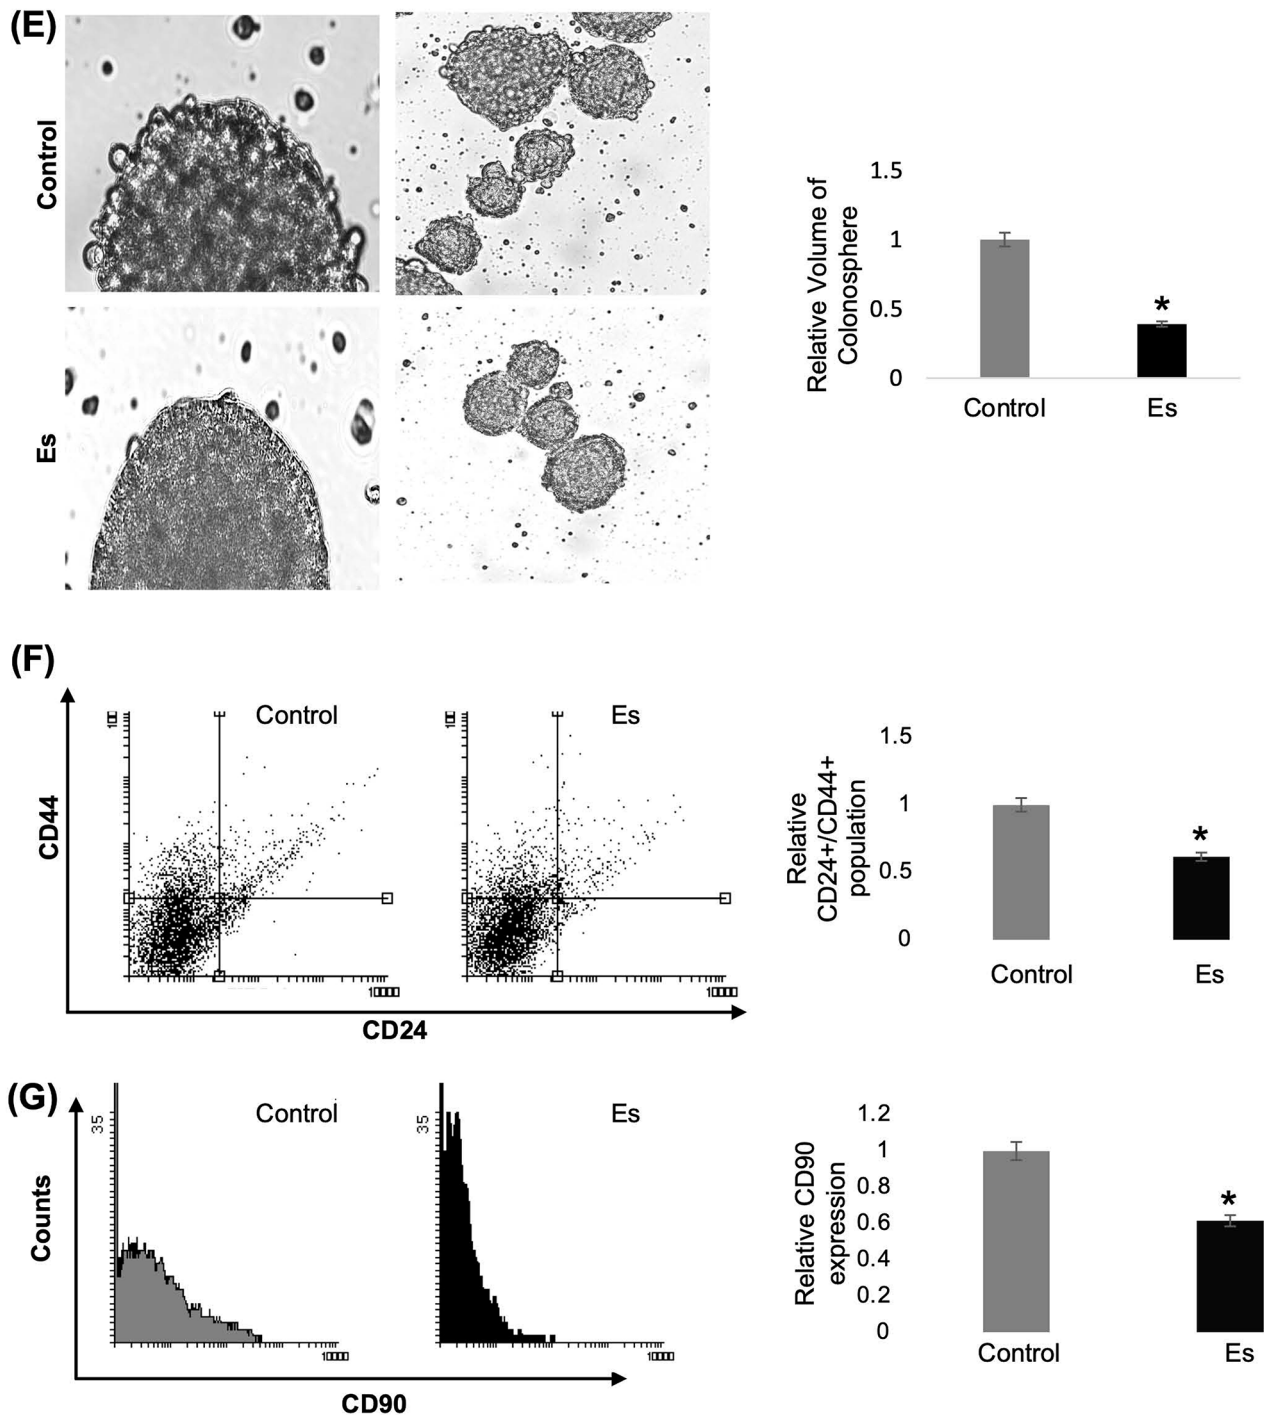 (E)
Control
Es
Relative Volume of
Colonosphere
1.5
1
0.5
0
*
Control
Es
(F)
CD44
Control
Es
CD24
Relative
CD24+/CD44+
population
1.5
1
0.5
0
*
Control
Es
(G)
Counts
35
Control
35
Es
CD90
Relative CD90
expression
1.2
1
0.8
0.6
0.4
0.2
0
*
Control
Es